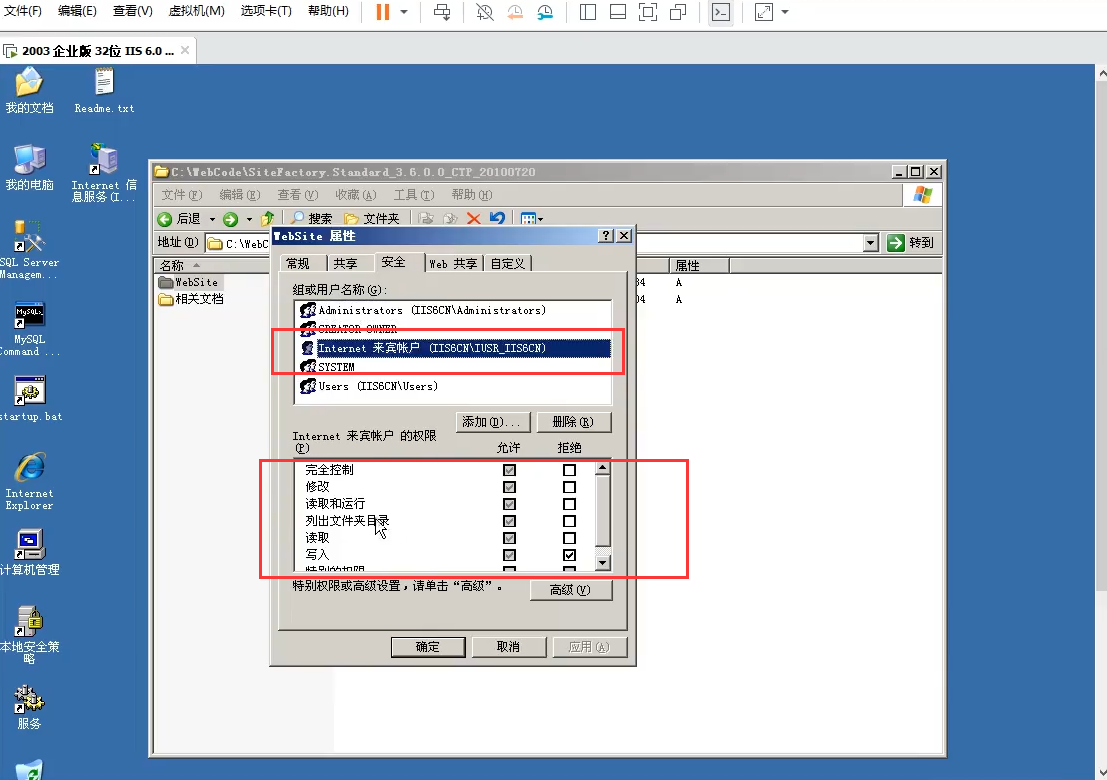 文件(F) 编辑(E) 查看(V) 虚拟机(M) 选项卡(T) 帮助(H)
2003 企业版 32位 IIS 6.0 ...
我的文档
Readme.txt
我的电脑
Internet 信
息服务(I...
SQL Server
Managem...
MySQL
Command ...
startup.bat
Internet
Explorer
计算机管理
本地安全策
略
服务
C:\WebCode\SiteFactory.Standard_3.6.0.0_CTP_20100720
文件(F) 编辑(E) 查看(V) 收藏(A) 工具(T) 帮助(H)
后退 搜索 文件夹
地址(D) C:\WebC 转到
名称 属性
WebSite 34 A
相关文档 04 A
WebSite 属性
常规 共享 安全 Web 共享 自定义
组或用户名称(G):
Administrators (IIS6CN\Administrators)
CREATOR OWNER
Internet 来宾帐户 (IIS6CN\IUSR_IIS6CN)
SYSTEM
Users (IIS6CN\Users)
添加(D)... 删除(R)
Internet 来宾帐户 的权限
(P) 允许 拒绝
完全控制
修改
读取和运行
列出文件夹目录
读取
写入
特别的权限
特别权限或高级设置，请单击“高级”。
高级(V)
确定 取消 应用(A)